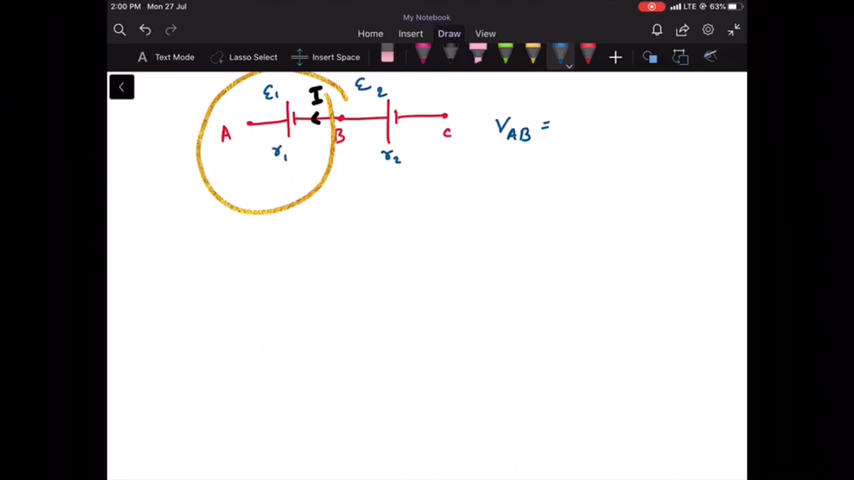 2:00 PM Mon 27 Jul
LTE 63%
My Notebook
Home Insert Draw View
A Text Mode Lasso Select Insert Space
ε₁ I ε₂
A B C
r₁ r₂
V_AB =